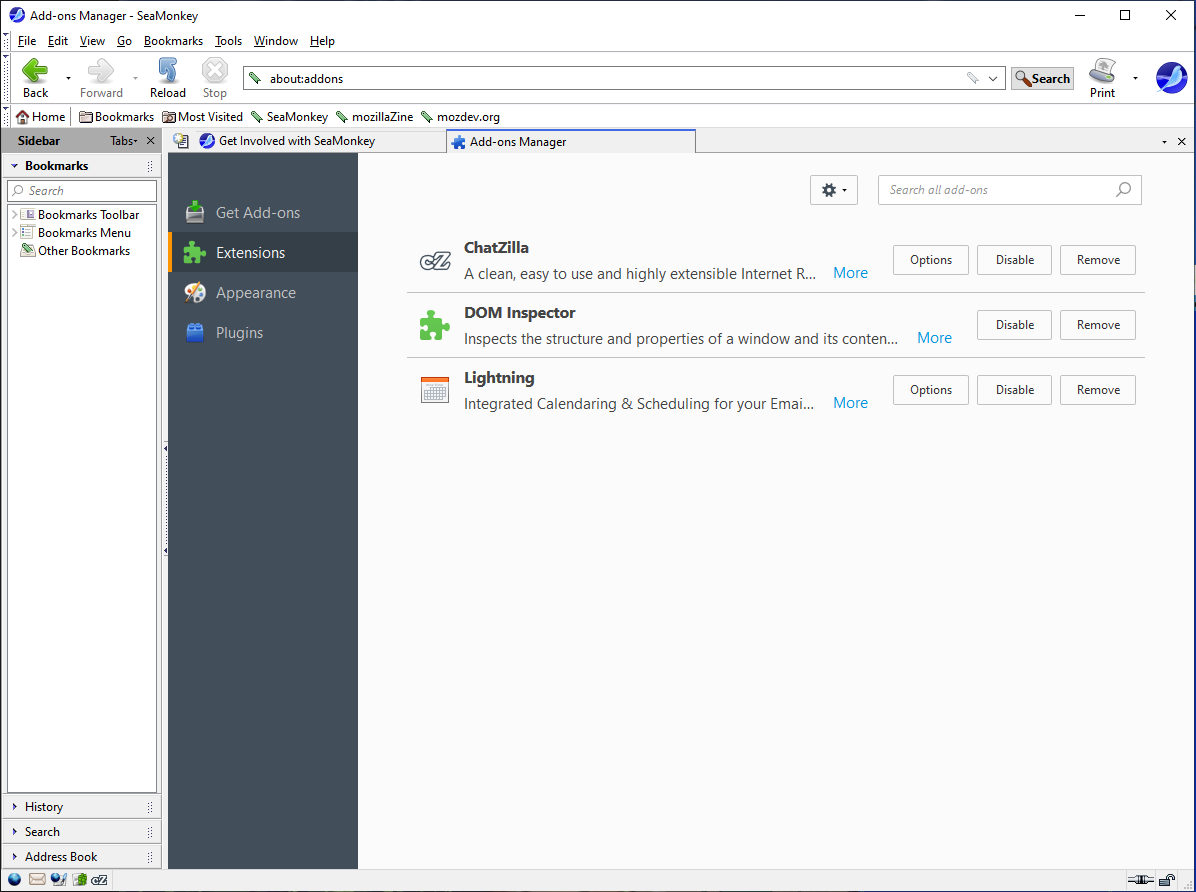 Add-ons Manager - SeaMonkey
File Edit View Go Bookmarks Tools Window Help
Back Forward Reload Stop about:addons Search Print
Home Bookmarks Most Visited SeaMonkey mozillaZine mozdev.org
Sidebar Tabs Get Involved with SeaMonkey Add-ons Manager
Bookmarks
Search
Bookmarks Toolbar
Bookmarks Menu
Other Bookmarks
History
Search
Address Book
Get Add-ons
Extensions
Appearance
Plugins
Search all add-ons
ChatZilla
A clean, easy to use and highly extensible Internet R... More Options Disable Remove
DOM Inspector
Inspects the structure and properties of a window and its conten... More Disable Remove
Lightning
Integrated Calendaring & Scheduling for your Emai... More Options Disable Remove
cZ